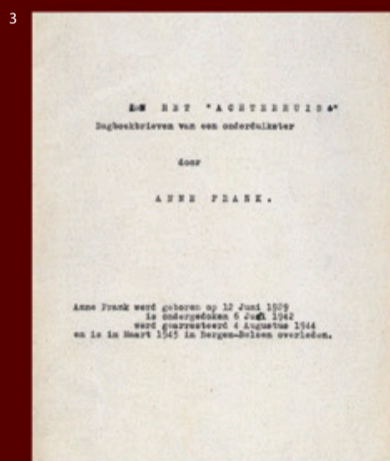 3
IN HET "ACHTERHUIS"
Dagboekbrieven van een onderduikster
door
ANNE FRANK.
Anne Frank werd geboren op 12 Juni 1929
is ondergedoken 6 Juli 1942
werd gearresteerd 4 Augustus 1944
en is in Maart 1945 in Bergen-Belsen overleden.